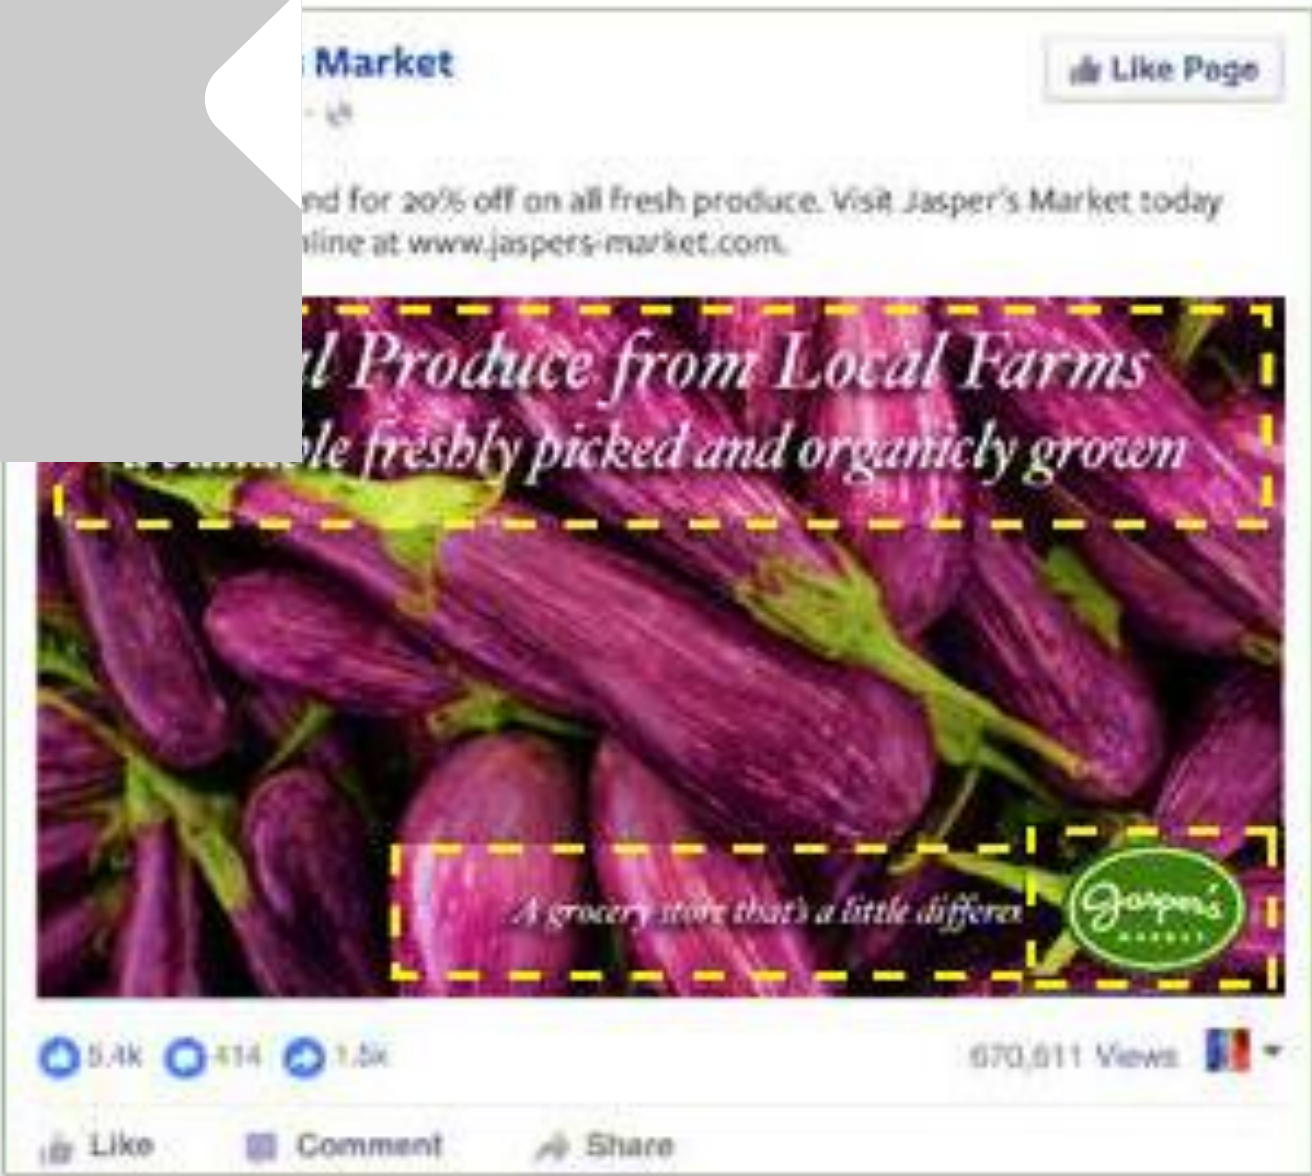 Market
Like Page
nd for 20% off on all fresh produce. Visit Jasper's Market today
line at www.jaspers-market.com.
l Produce from Local Farms
ble freshly picked and organicly grown
A grocery store that's a little differen
Jasper's
MARKET
5.4k 414 1.5k
670,611 Views
Like Comment Share